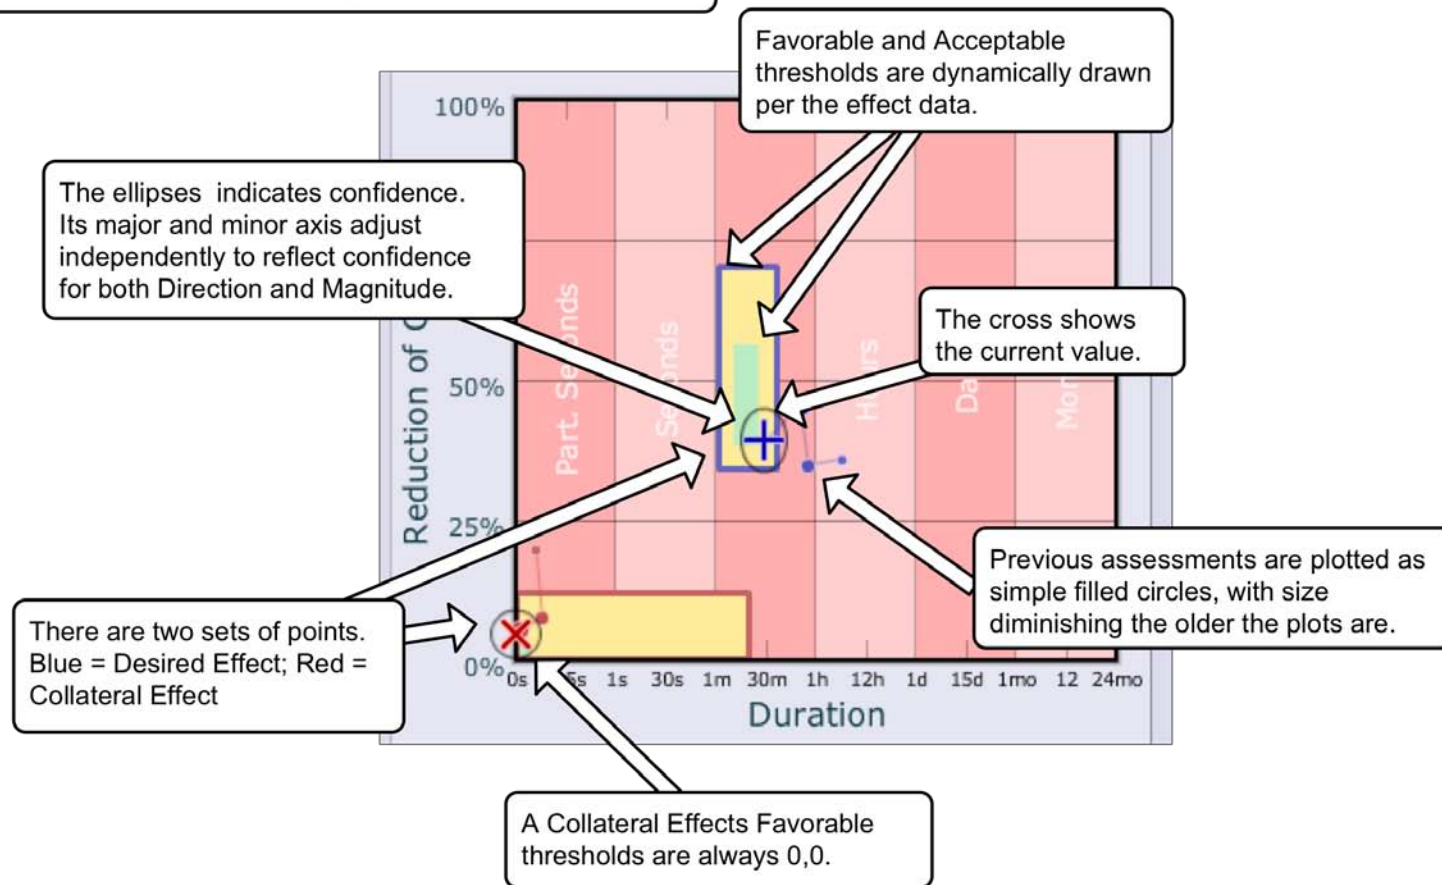 Favorable and Acceptable
thresholds are dynamically drawn
per the effect data.
100%
The ellipses indicates confidence.
Its major and minor axis adjust
independently to reflect confidence
for both Direction and Magnitude.
The cross shows
the current value.
Reduction of
50%
25%
0%
Part. Seconds
Seconds
Hours
Previous assessments are plotted as
simple filled circles, with size
diminishing the older the plots are.
There are two sets of points.
Blue = Desired Effect; Red =
Collateral Effect
0s 1s 30s 1m 30m 1h 12h 1d 15d 1mo 12 24mo
Duration
A Collateral Effects Favorable
thresholds are always 0,0.